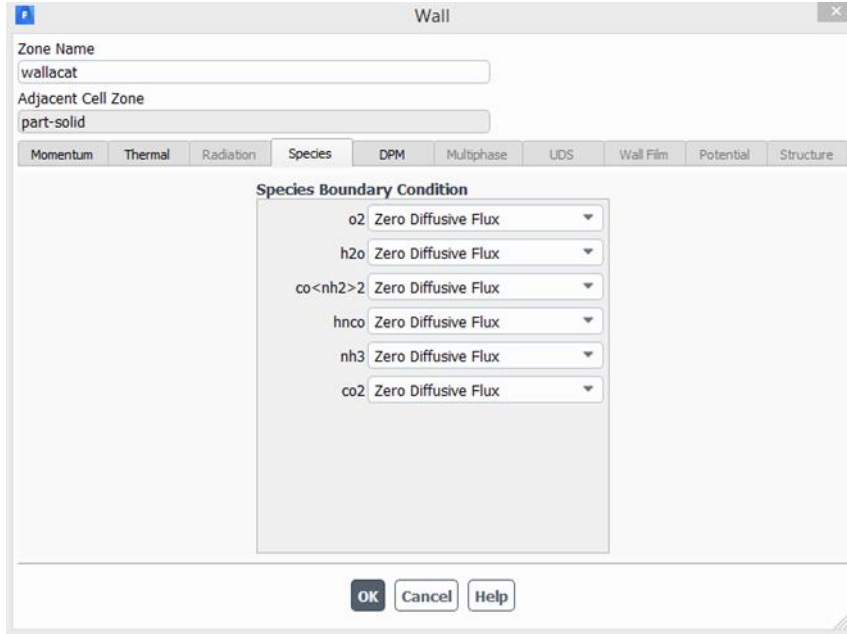 Wall
Zone Name
wallacat
Adjacent Cell Zone
part-solid
Momentum Thermal Radiation Species DPM Multiphase UDS Wall Film Potential Structure
Species Boundary Condition
o2 Zero Diffusive Flux
h2o Zero Diffusive Flux
co<nh2>2 Zero Diffusive Flux
hnco Zero Diffusive Flux
nh3 Zero Diffusive Flux
co2 Zero Diffusive Flux
OK Cancel Help